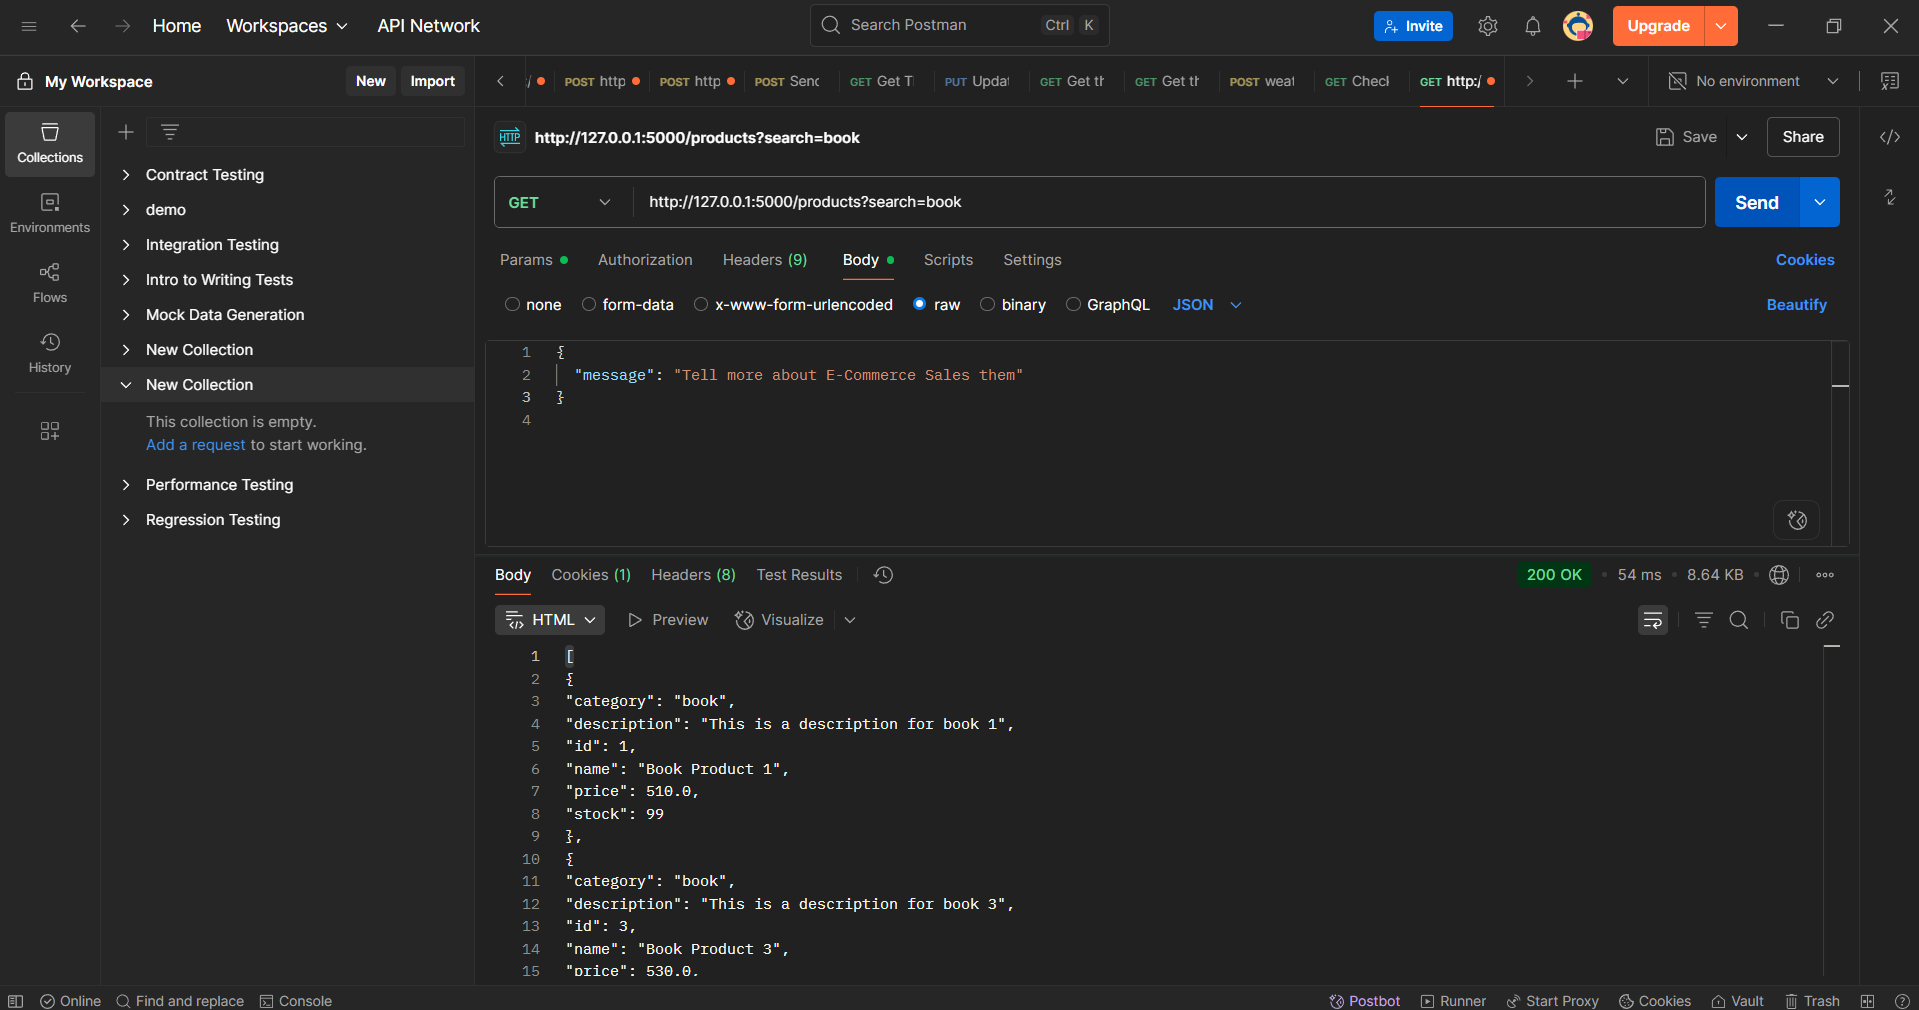 Home Workspaces API Network Search Postman Ctrl K Invite Upgrade
My Workspace New Import
POST http POST http POST Send GET Get T PUT Updat GET Get th GET Get th POST weat GET Check GET http:/ No environment
Collections
Environments
Flows
History
Contract Testing
demo
Integration Testing
Intro to Writing Tests
Mock Data Generation
New Collection
New Collection
This collection is empty.
Add a request to start working.
Performance Testing
Regression Testing
HTTP http://127.0.0.1:5000/products?search=book Save Share
GET http://127.0.0.1:5000/products?search=book Send
Params Authorization Headers (9) Body Scripts Settings Cookies
none form-data x-www-form-urlencoded raw binary GraphQL JSON Beautify
1 {
2 "message": "Tell more about E-Commerce Sales them"
3 }
4
Body Cookies (1) Headers (8) Test Results 200 OK 54 ms 8.64 KB
HTML Preview Visualize
1 [
2 {
3 "category": "book",
4 "description": "This is a description for book 1",
5 "id": 1,
6 "name": "Book Product 1",
7 "price": 510.0,
8 "stock": 99
9 },
10 {
11 "category": "book",
12 "description": "This is a description for book 3",
13 "id": 3,
14 "name": "Book Product 3",
15 "price": 530.0,
Online Find and replace Console Postbot Runner Start Proxy Cookies Vault Trash